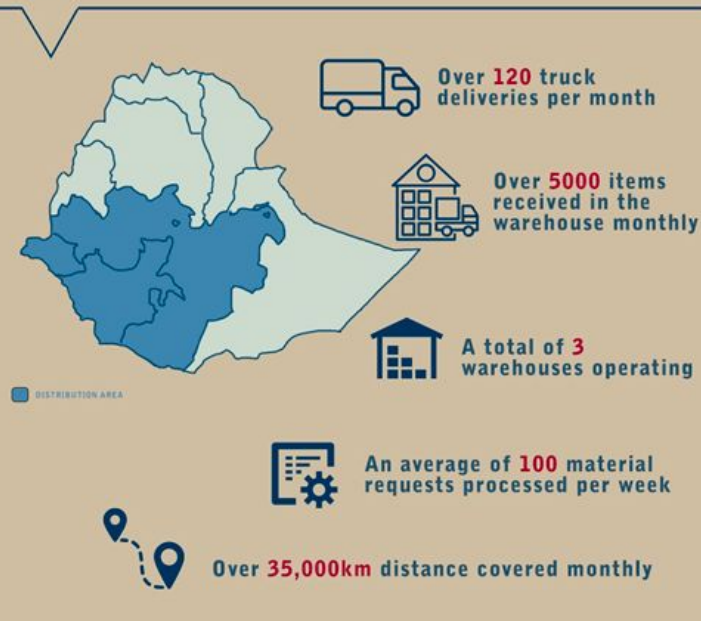 Over 120 truck
deliveries per month
Over 5000 items
received in the
warehouse monthly
A total of 3
warehouses operating
DISTRIBUTION AREA
An average of 100 material
requests processed per week
Over 35,000km distance covered monthly